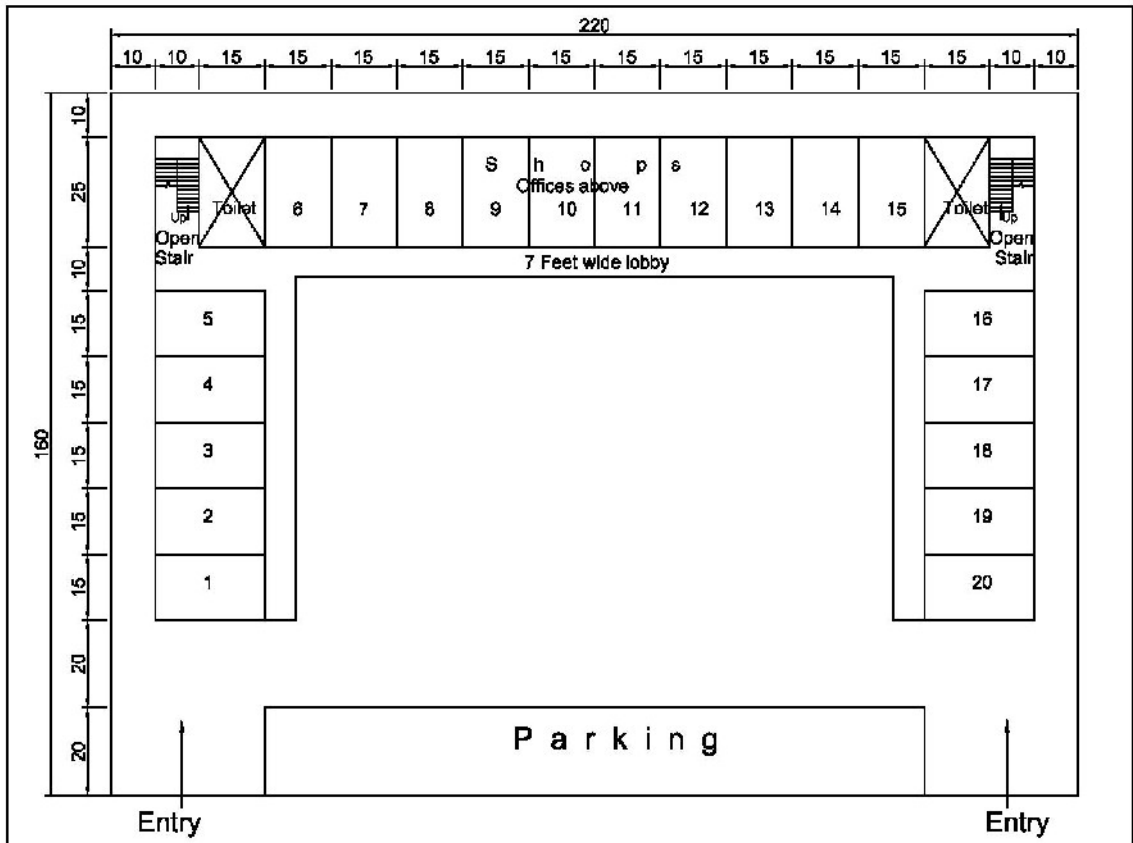 220
10 10 15 15 15 15 15 15 15 15 15 15 15 15 10 10
160
10
25
10
15
15
15
15
15
20
20
S h o p s
Offices above
Toilet 6 7 8 9 10 11 12 13 14 15 Toilet
Up Up
Open Stair
Open Stair
7 Feet wide lobby
5 16
4 17
3 18
2 19
1 20
P a r k i n g
Entry Entry